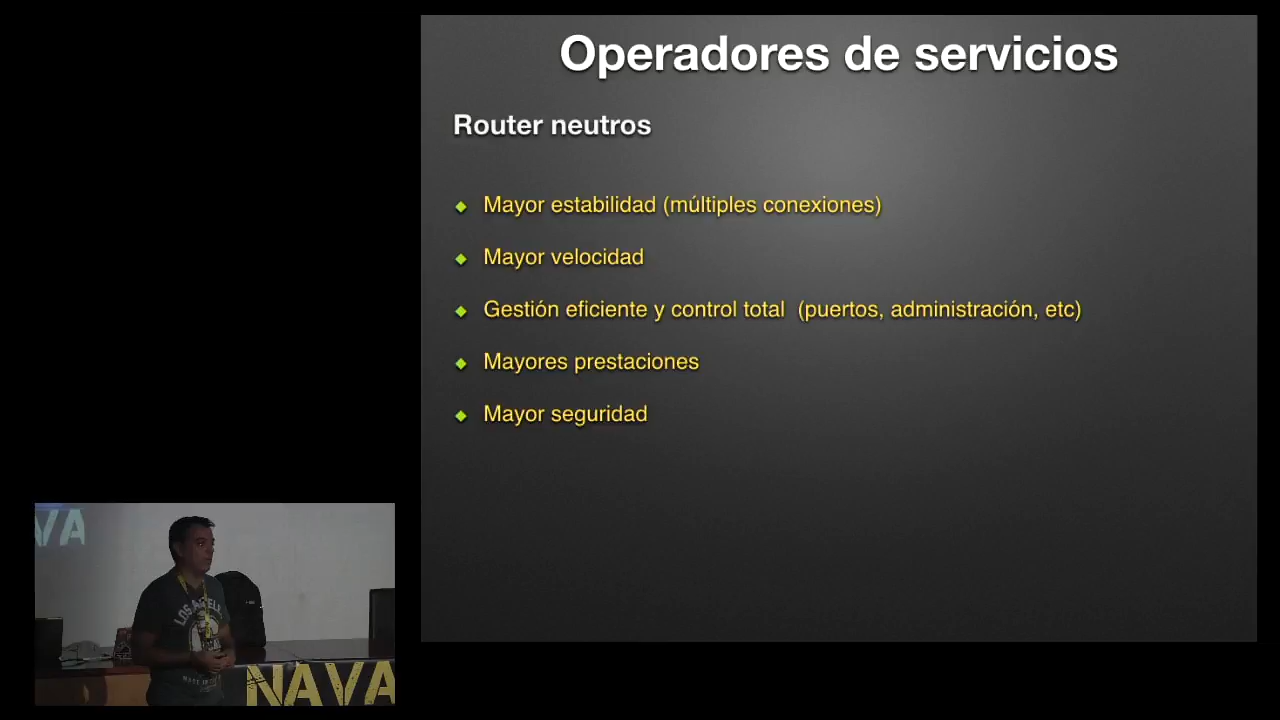 Operadores de servicios
Router neutros
Mayor estabilidad (múltiples conexiones)
Mayor velocidad
Gestión eficiente y control total (puertos, administración, etc)
Mayores prestaciones
Mayor seguridad
NAVA